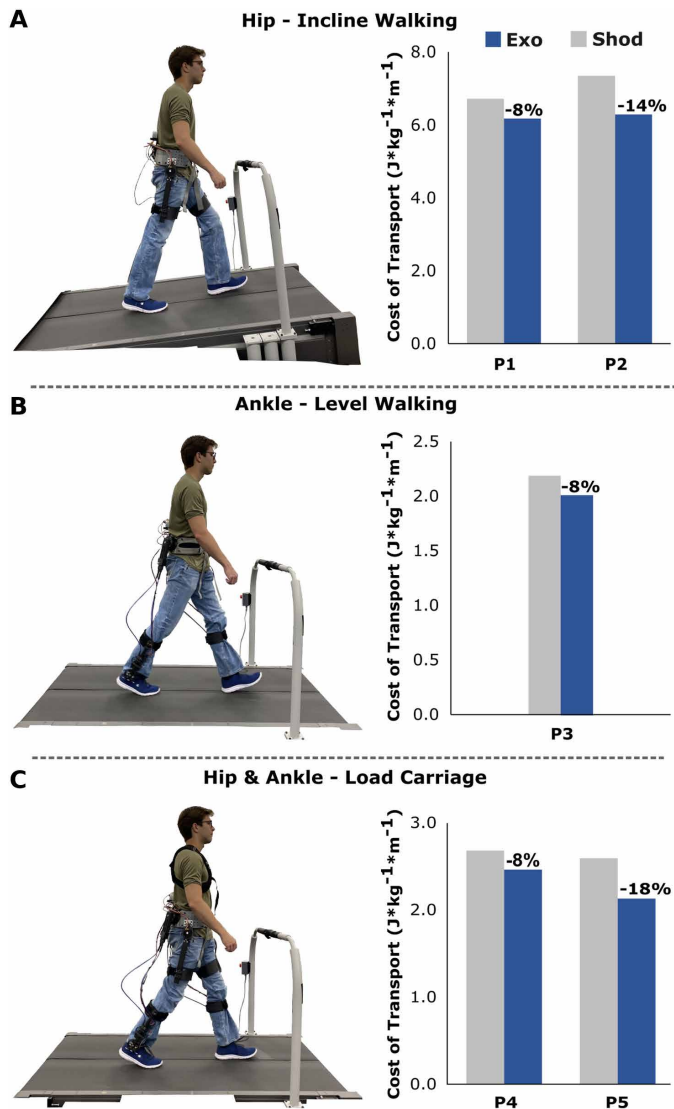 A
Hip - Incline Walking
Exo Shod
Cost of Transport (J*kg⁻¹*m⁻¹)
8.0
6.0
4.0
2.0
0.0
-8%
-14%
P1 P2
B
Ankle - Level Walking
Cost of Transport (J*kg⁻¹*m⁻¹)
2.5
2.0
1.5
1.0
0.5
0.0
-8%
P3
C
Hip & Ankle - Load Carriage
Cost of Transport (J*kg⁻¹*m⁻¹)
3.0
2.0
1.0
0.0
-8%
-18%
P4 P5